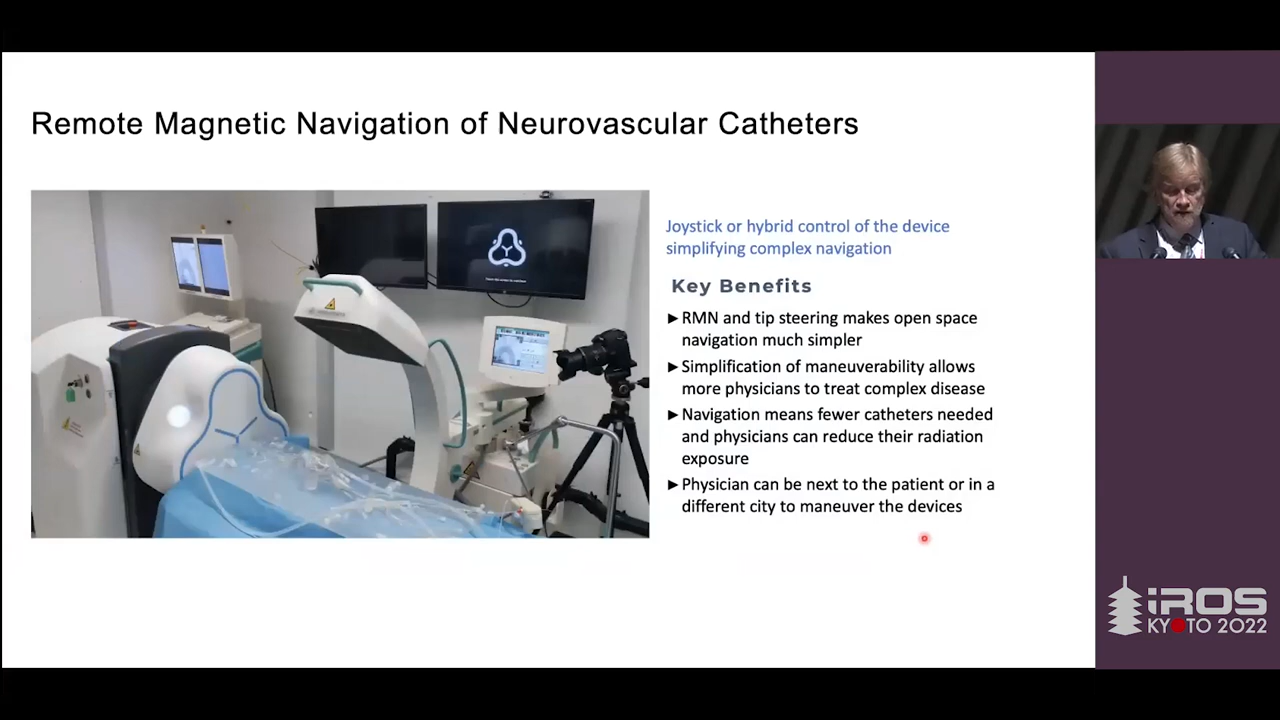 Remote Magnetic Navigation of Neurovascular Catheters
Joystick or hybrid control of the device
simplifying complex navigation
Key Benefits
►RMN and tip steering makes open space
navigation much simpler
►Simplification of maneuverability allows
more physicians to treat complex disease
►Navigation means fewer catheters needed
and physicians can reduce their radiation
exposure
►Physician can be next to the patient or in a
different city to maneuver the devices
iROS
KYOTO 2022